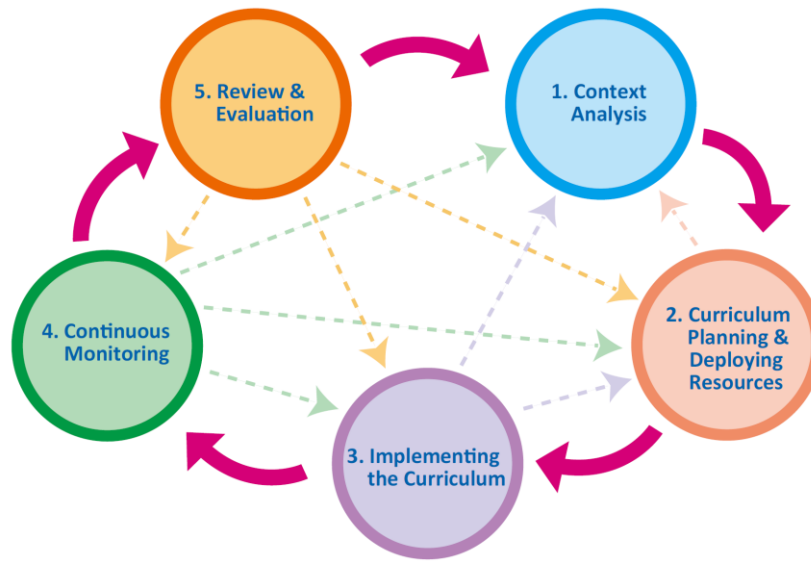 5. Review &
Evaluation
1. Context
Analysis
4. Continuous
Monitoring
2. Curriculum
Planning &
Deploying
Resources
3. Implementing
the Curriculum